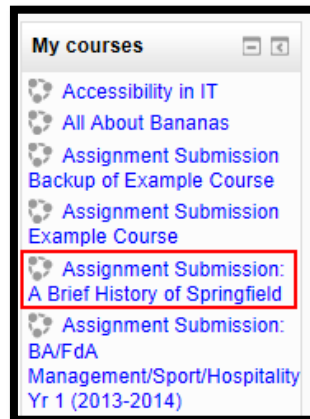 My courses
Accessibility in IT
All About Bananas
Assignment Submission
Backup of Example Course
Assignment Submission
Example Course
Assignment Submission:
A Brief History of Springfield
Assignment Submission:
BA/FdA
Management/Sport/Hospitality
Yr 1 (2013-2014)